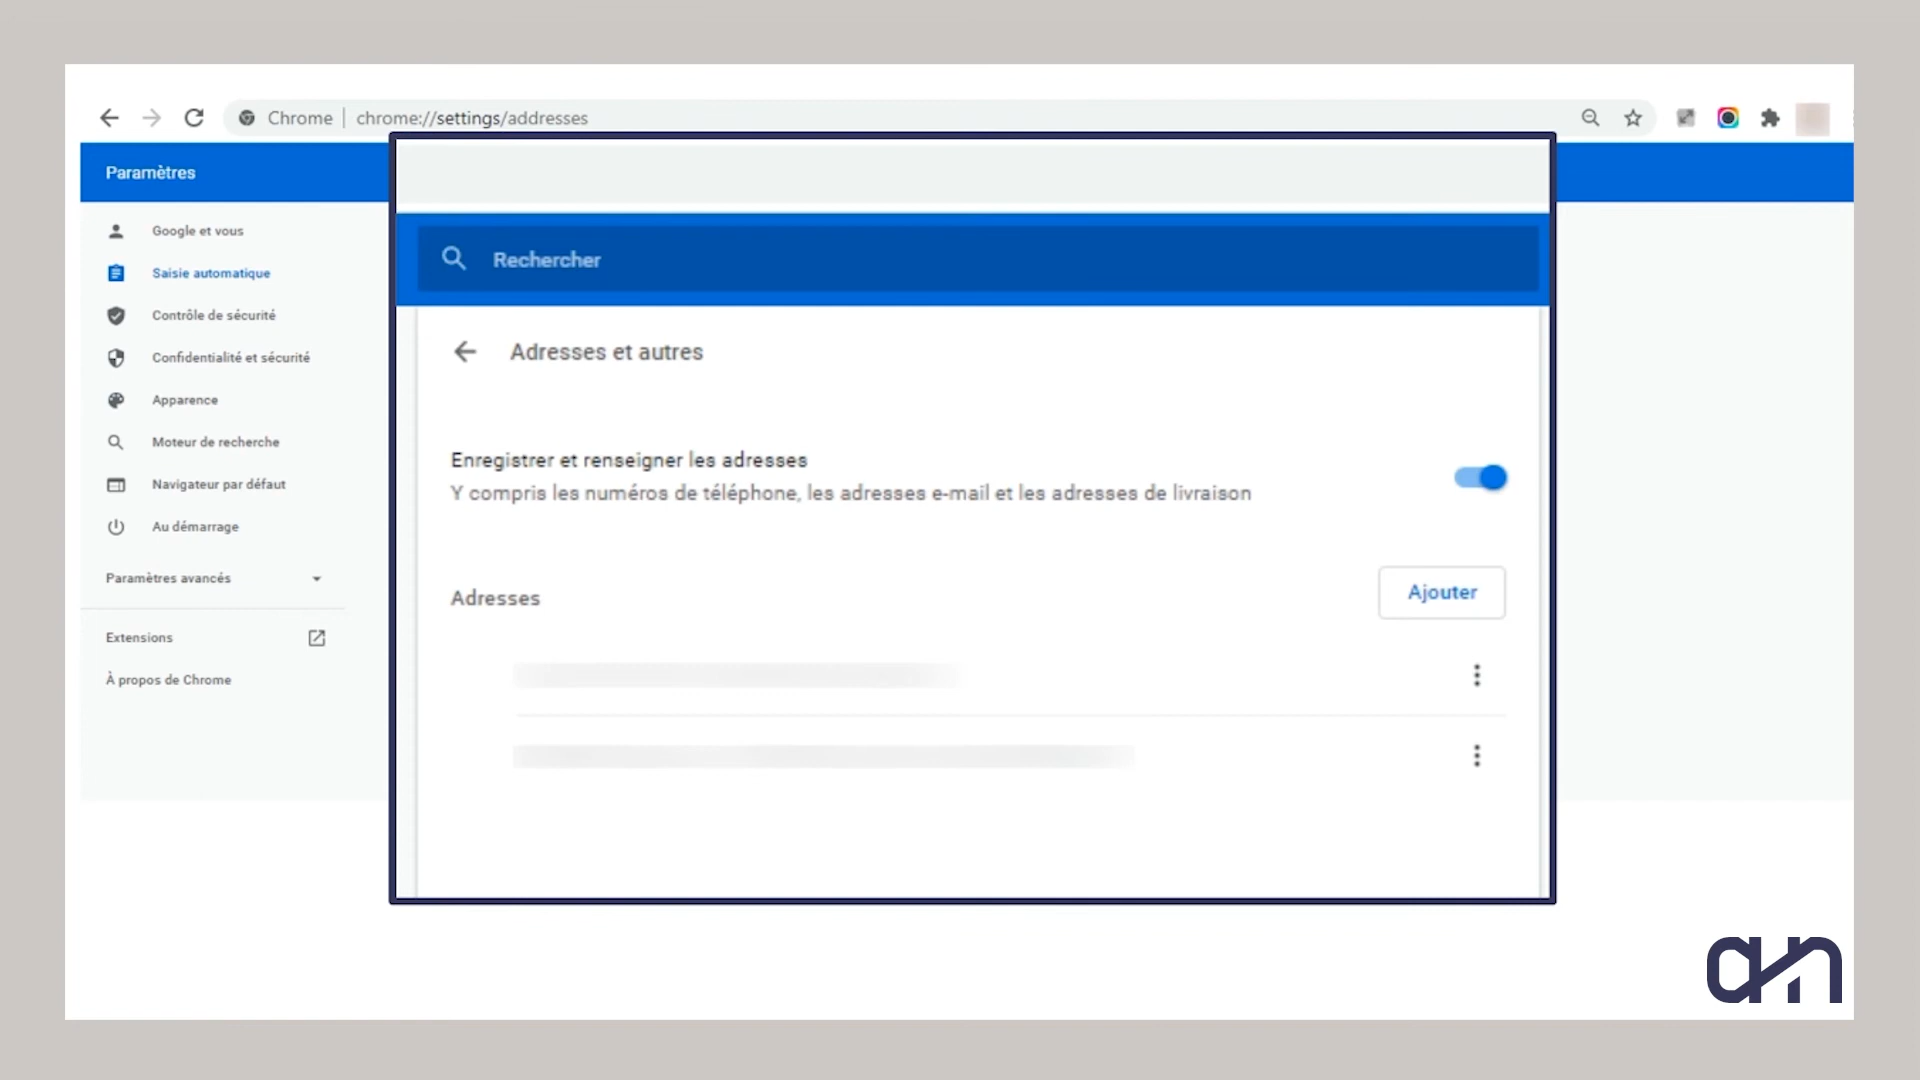 Chrome | chrome://settings/addresses
Paramètres
Google et vous
Saisie automatique
Contrôle de sécurité
Confidentialité et sécurité
Apparence
Moteur de recherche
Navigateur par défaut
Au démarrage
Paramètres avancés
Extensions
À propos de Chrome
Rechercher
Adresses et autres
Enregistrer et renseigner les adresses
Y compris les numéros de téléphone, les adresses e-mail et les adresses de livraison
Adresses
Ajouter
an